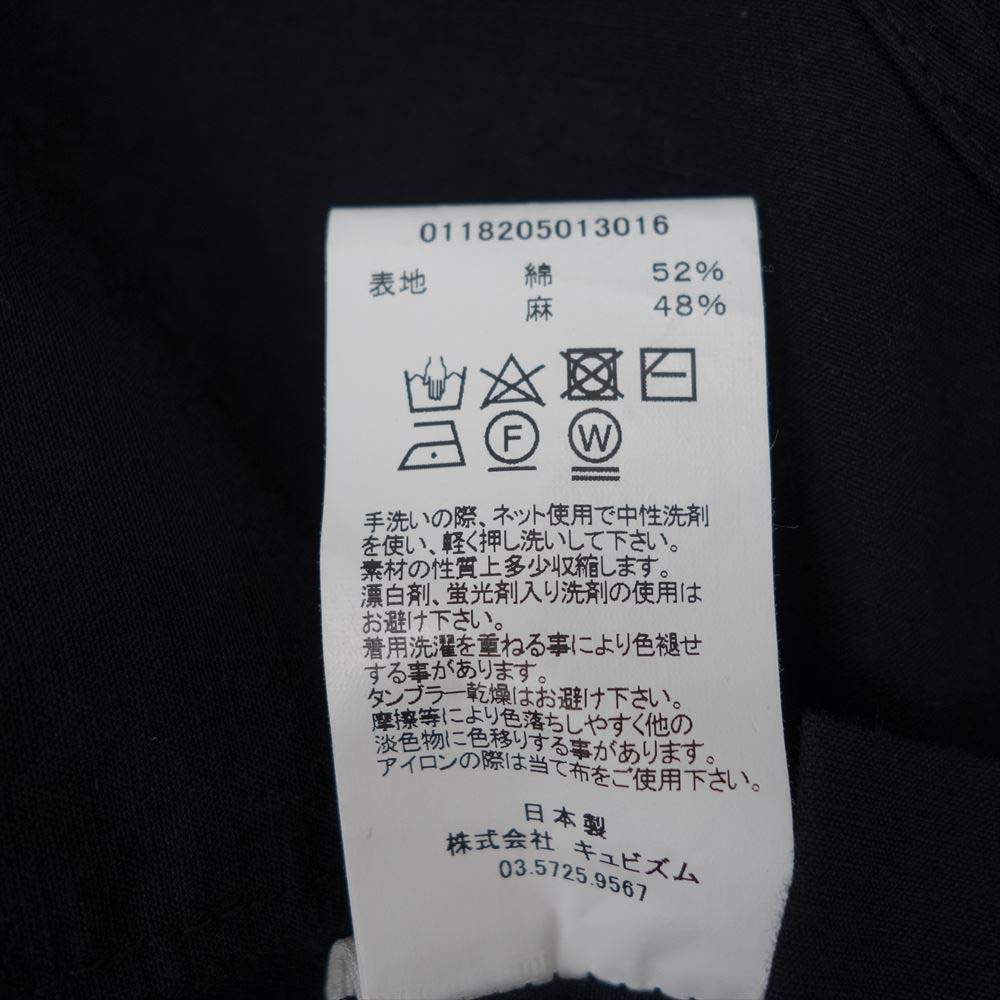 0118205013016
表地 綿 52%
麻 48%
F W
手洗いの際、ネット使用で中性洗剤
を使い、軽く押し洗いして下さい。
素材の性質上多少収縮します。
漂白剤、蛍光剤入り洗剤の使用は
お避け下さい。
着用洗濯を重ねる事により色褪せ
する事があります。
タンブラー乾燥はお避け下さい。
摩擦等により色落ちしやすく他の
淡色物に色移りする事があります。
アイロンの際は当て布をご使用下さい。
日本製
株式会社 キュビズム
03.5725.9567